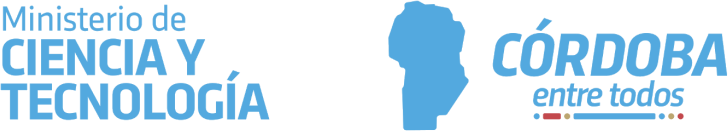 Ministerio de
CIENCIA Y
TECNOLOGÍA
CÓRDOBA
entre todos